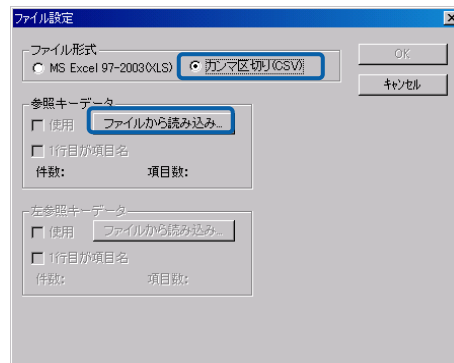 ファイル設定
ファイル形式
MS Excel 97-2003(XLS)
カンマ区切り(CSV)
OK
キャンセル
参照キーデータ
使用
ファイルから読み込み...
1行目が項目名
件数:
項目数:
左参照キーデータ
使用
ファイルから読み込み...
1行目が項目名
件数:
項目数: